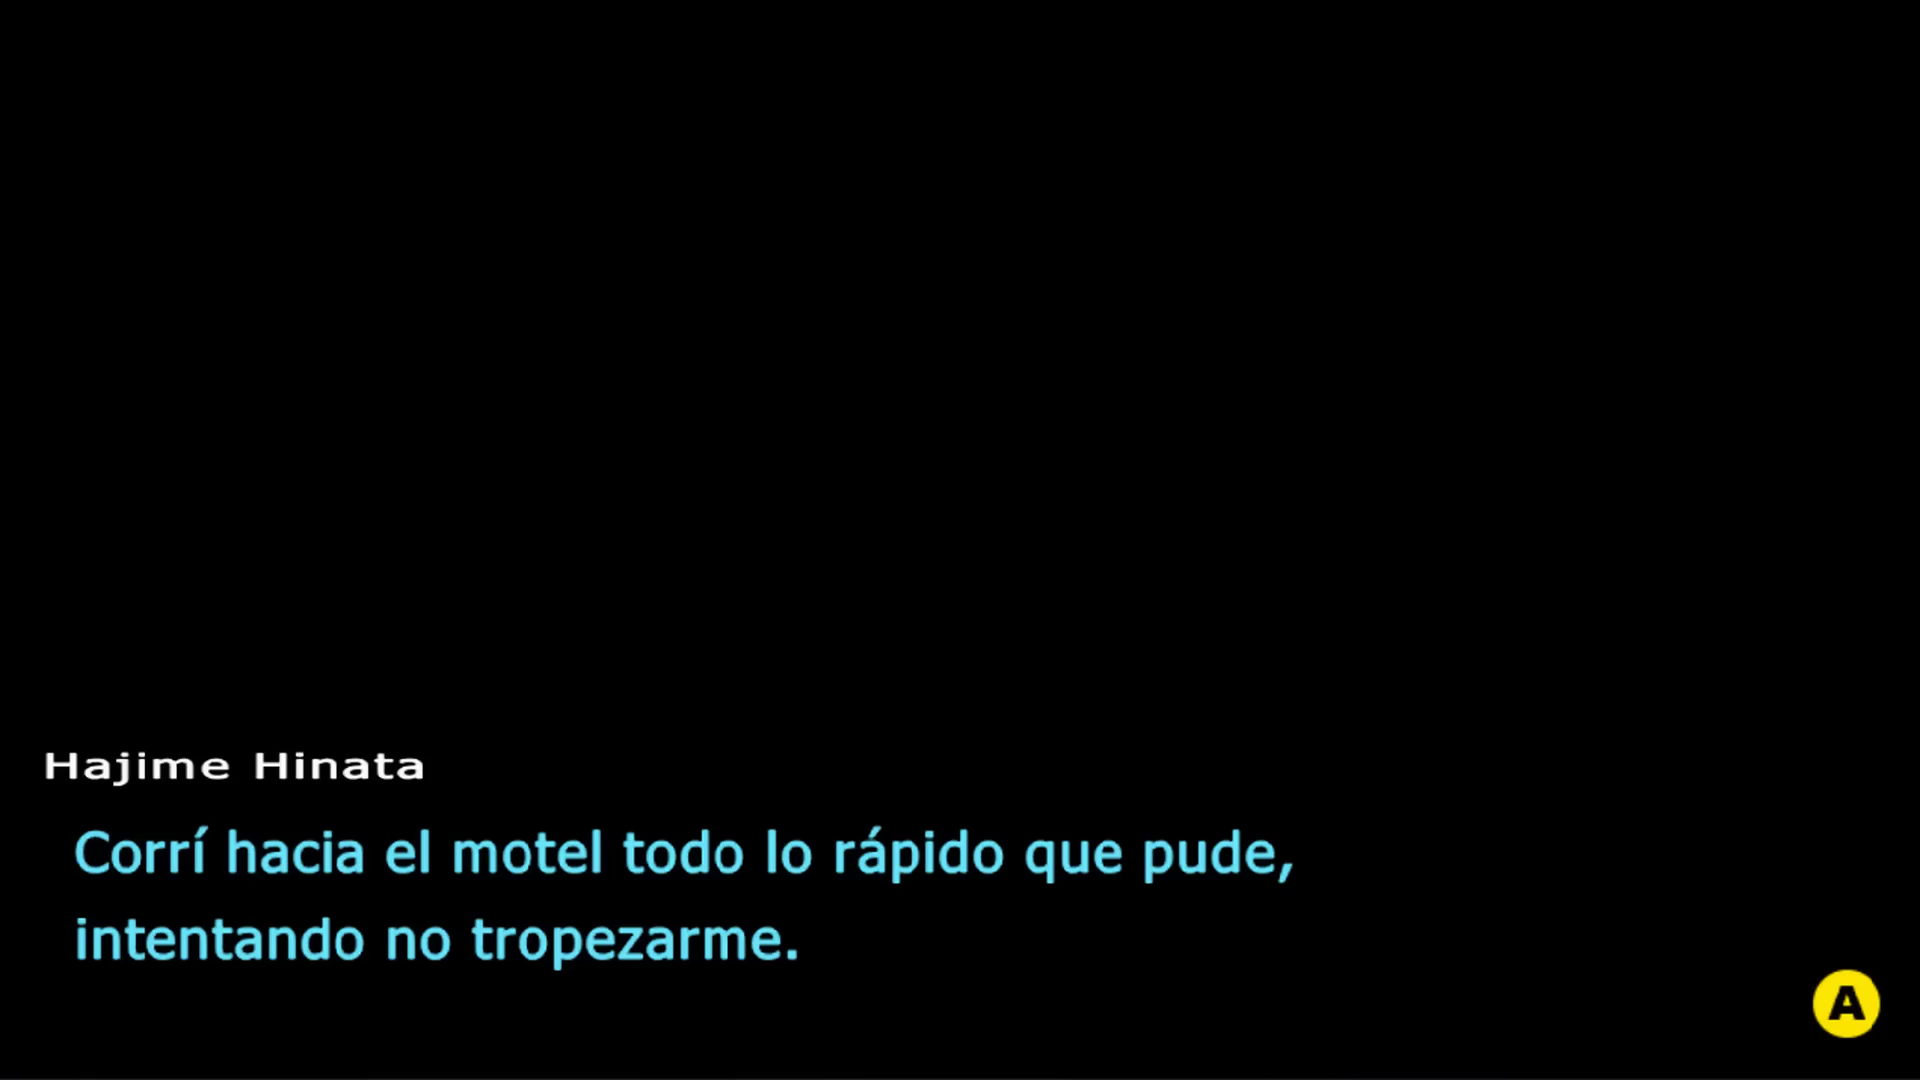 Hajime Hinata
Corrí hacia el motel todo lo rápido que pude,
intentando no tropezarme.
A